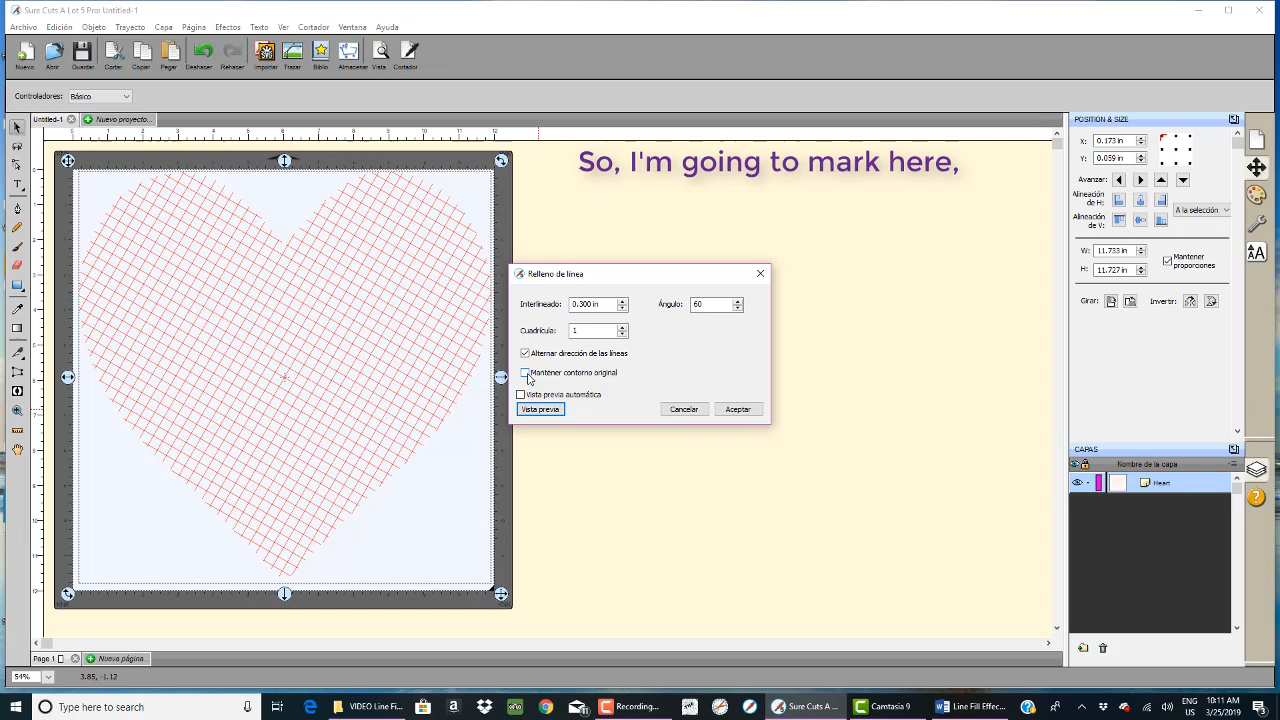 Sure Cuts A Lot 5 Pro: Untitled-1
Archivo Edición Objeto Trayecto Capa Página Efectos Texto Ver Cortador Ventana Ayuda
Nuevo Abrir Guardar Cortar Copiar Pegar Deshacer Rehacer Importar Trazar Biblio Almacenar Vista Cortador
Controladores: Básico
Untitled-1 Nuevo proyecto...
So, I'm going to mark here,
POSITION & SIZE
X: 0.173 in
Y: 0.059 in
Avanzar:
Alineación de H:
A la selección
Alineación de V:
W: 11.733 in
H: 11.727 in
Mantener proporciones
Girar: Invertir:
Relleno de línea
Interlineado: 0.300 in Ángulo: 60
Cuadrícula: 1
Alternar dirección de las líneas
Mantener contorno original
Vista previa automática
Vista previa Cancelar Aceptar
CAPAS
Nombre de la capa
Heart
Page 1 Nueva página
54% 3.85, -1.12
Type here to search
VIDEO Line Fi...
Recording...
Sure Cuts A ...
Camtasia 9
Line Fill Effec...
ENG
US
10:11 AM
3/25/2019